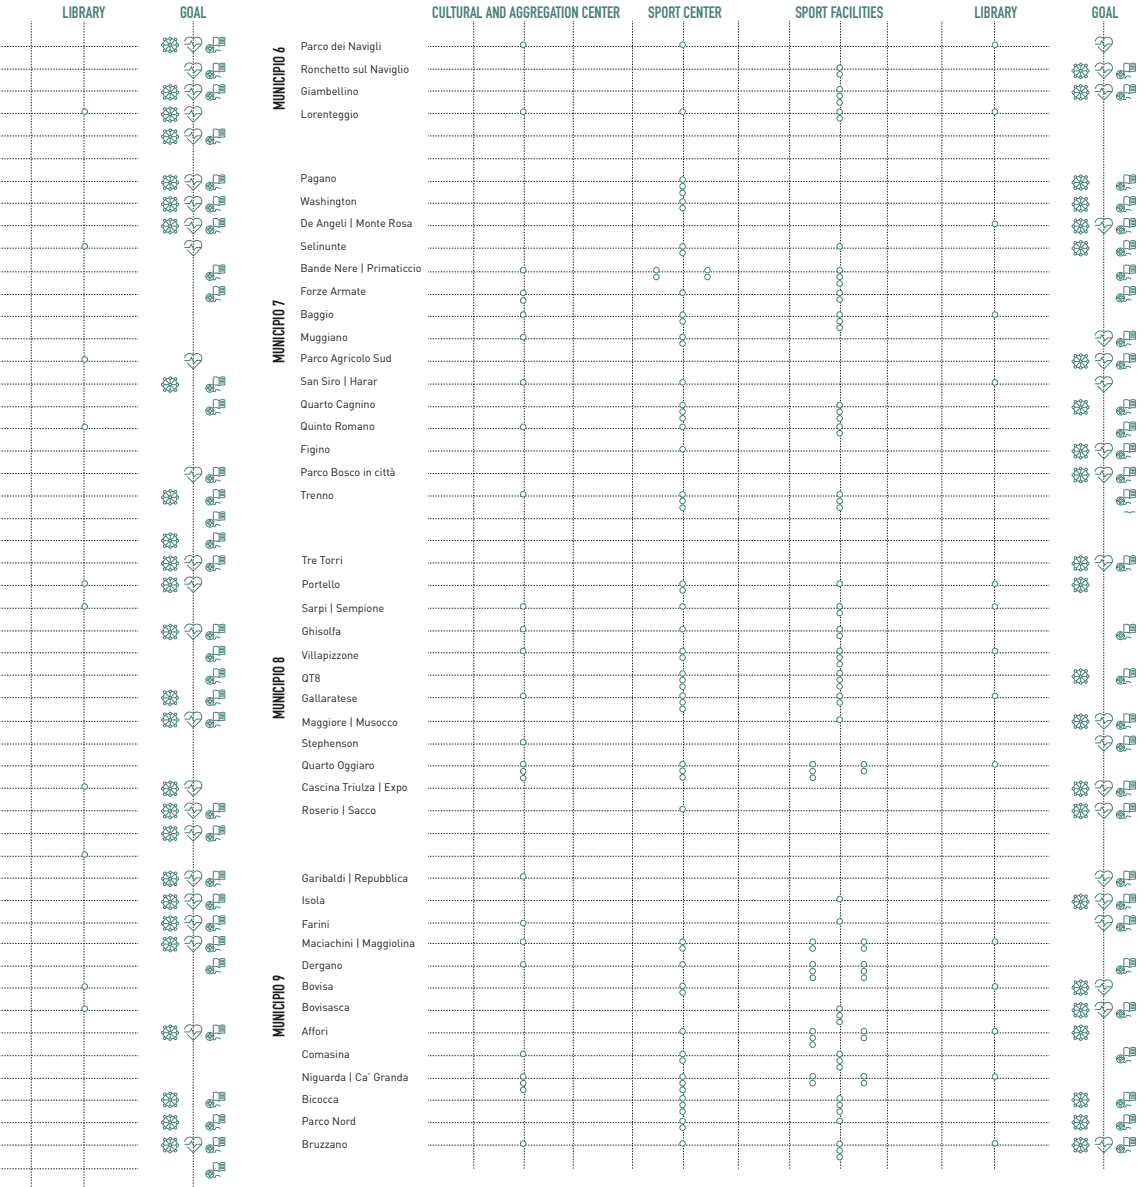 LIBRARY GOAL CULTURAL AND AGGREGATION CENTER SPORT CENTER SPORT FACILITIES LIBRARY GOAL
MUNICIPIO 6
Parco dei Navigli
Ronchetto sul Naviglio
Giambellino
Lorenteggio
MUNICIPIO 7
Pagano
Washington
De Angeli | Monte Rosa
Selinunte
Bande Nere | Primaticcio
Forze Armate
Baggio
Muggiano
Parco Agricolo Sud
San Siro | Harar
Quarto Cagnino
Quinto Romano
Figino
Parco Bosco in città
Trenno
MUNICIPIO 8
Tre Torri
Portello
Sarpi | Sempione
Ghisolfa
Villapizzone
QT8
Gallaratese
Maggiore | Musocco
Stephenson
Quarto Oggiaro
Cascina Triulza | Expo
Roserio | Sacco
MUNICIPIO 9
Garibaldi | Repubblica
Isola
Farini
Maciachini | Maggiolina
Dergano
Bovisa
Bovisasca
Affori
Comasina
Niguarda | Ca' Granda
Bicocca
Parco Nord
Bruzzano